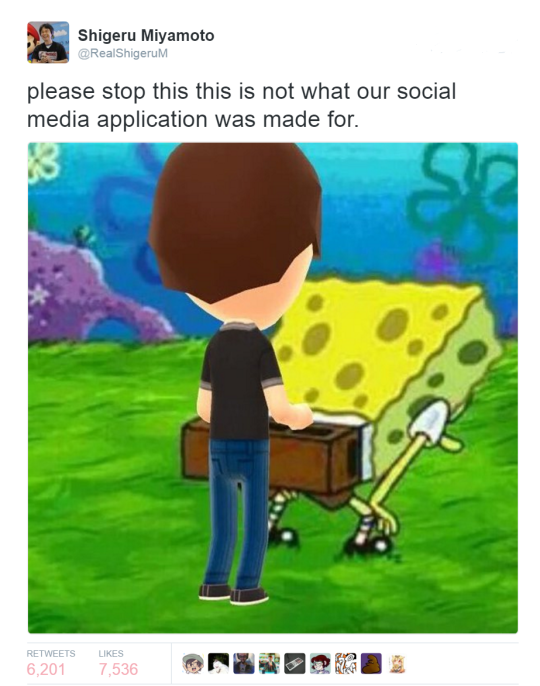 Shigeru Miyamoto
@RealShigeruM
please stop this this is not what our social
media application was made for.
RETWEETS LIKES
6,201 7,536